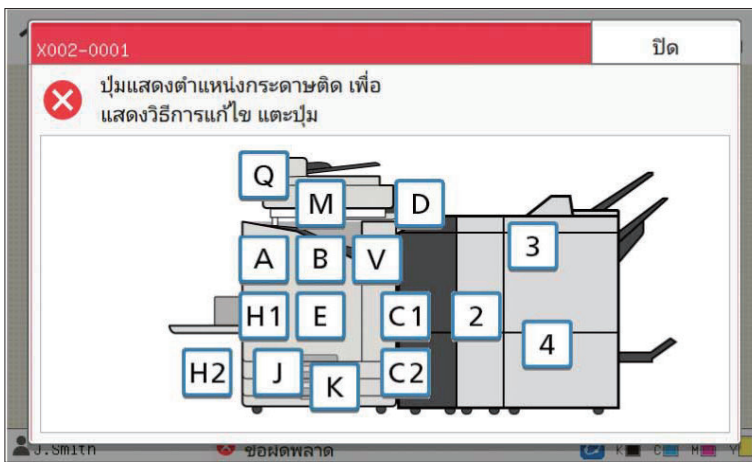 X002-0001
ปิด
ปุ่มแสดงตำแหน่งกระดาษติด เพื่อ
แสดงวิธีการแก้ไข แตะปุ่ม
Q
M D
A B V 3
H1 E C1 2
H2 J K C2 4
J.Smith ข้อผิดพลาด K C M Y